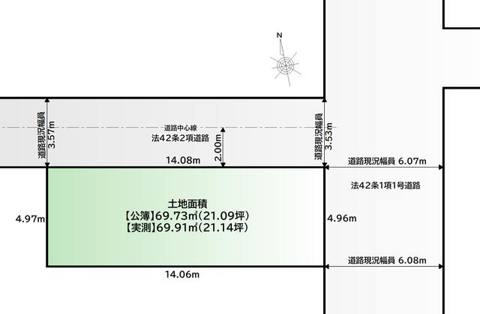 N
道路現況幅員
3.57m
道路中心線
法42条2項道路
2.00m
道路現況幅員
3.53m
14.08m
道路現況幅員 6.07m
法42条1項1号道路
土地面積
【公簿】69.73㎡(21.09坪)
【実測】69.91㎡(21.14坪)
4.97m
4.96m
道路現況幅員 6.08m
14.06m